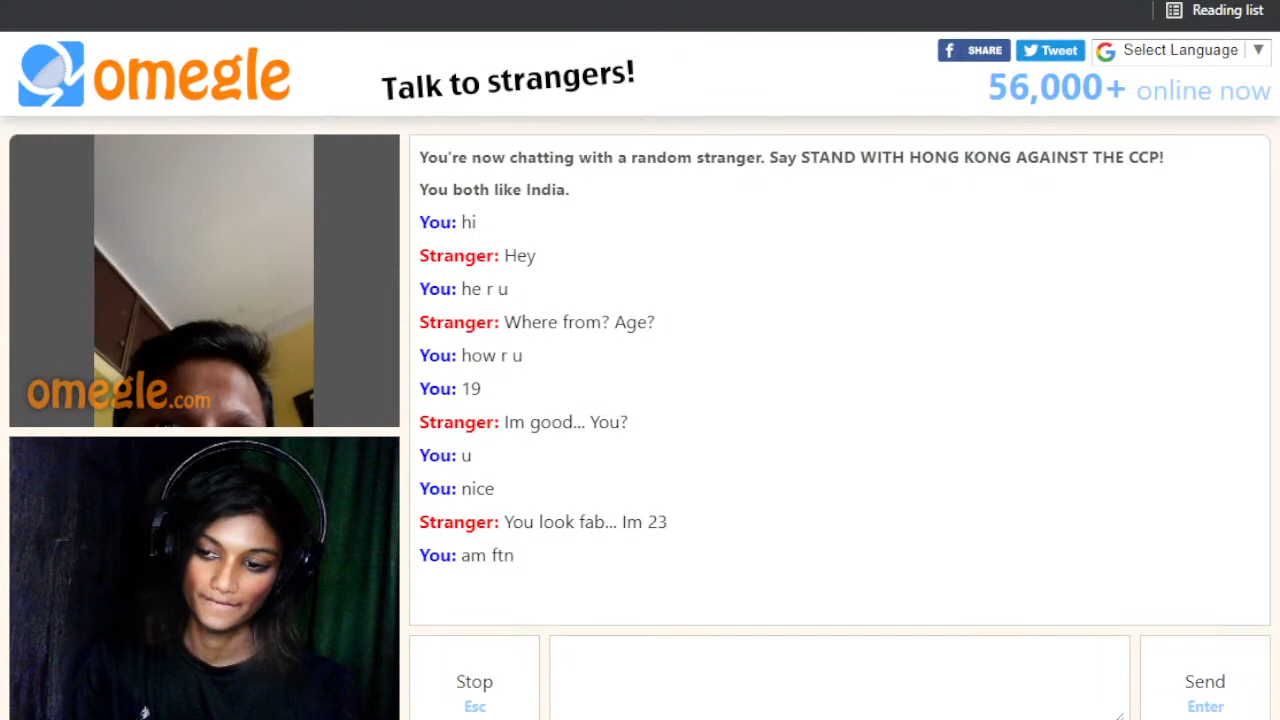 Reading list
omegle
Talk to strangers!
f SHARE
Tweet
G Select Language ▼
56,000+ online now
You're now chatting with a random stranger. Say STAND WITH HONG KONG AGAINST THE CCP!
You both like India.
You: hi
Stranger: Hey
You: he r u
Stranger: Where from? Age?
You: how r u
You: 19
Stranger: Im good... You?
You: u
You: nice
Stranger: You look fab... Im 23
You: am ftn
omegle.com
Stop
Esc
Send
Enter